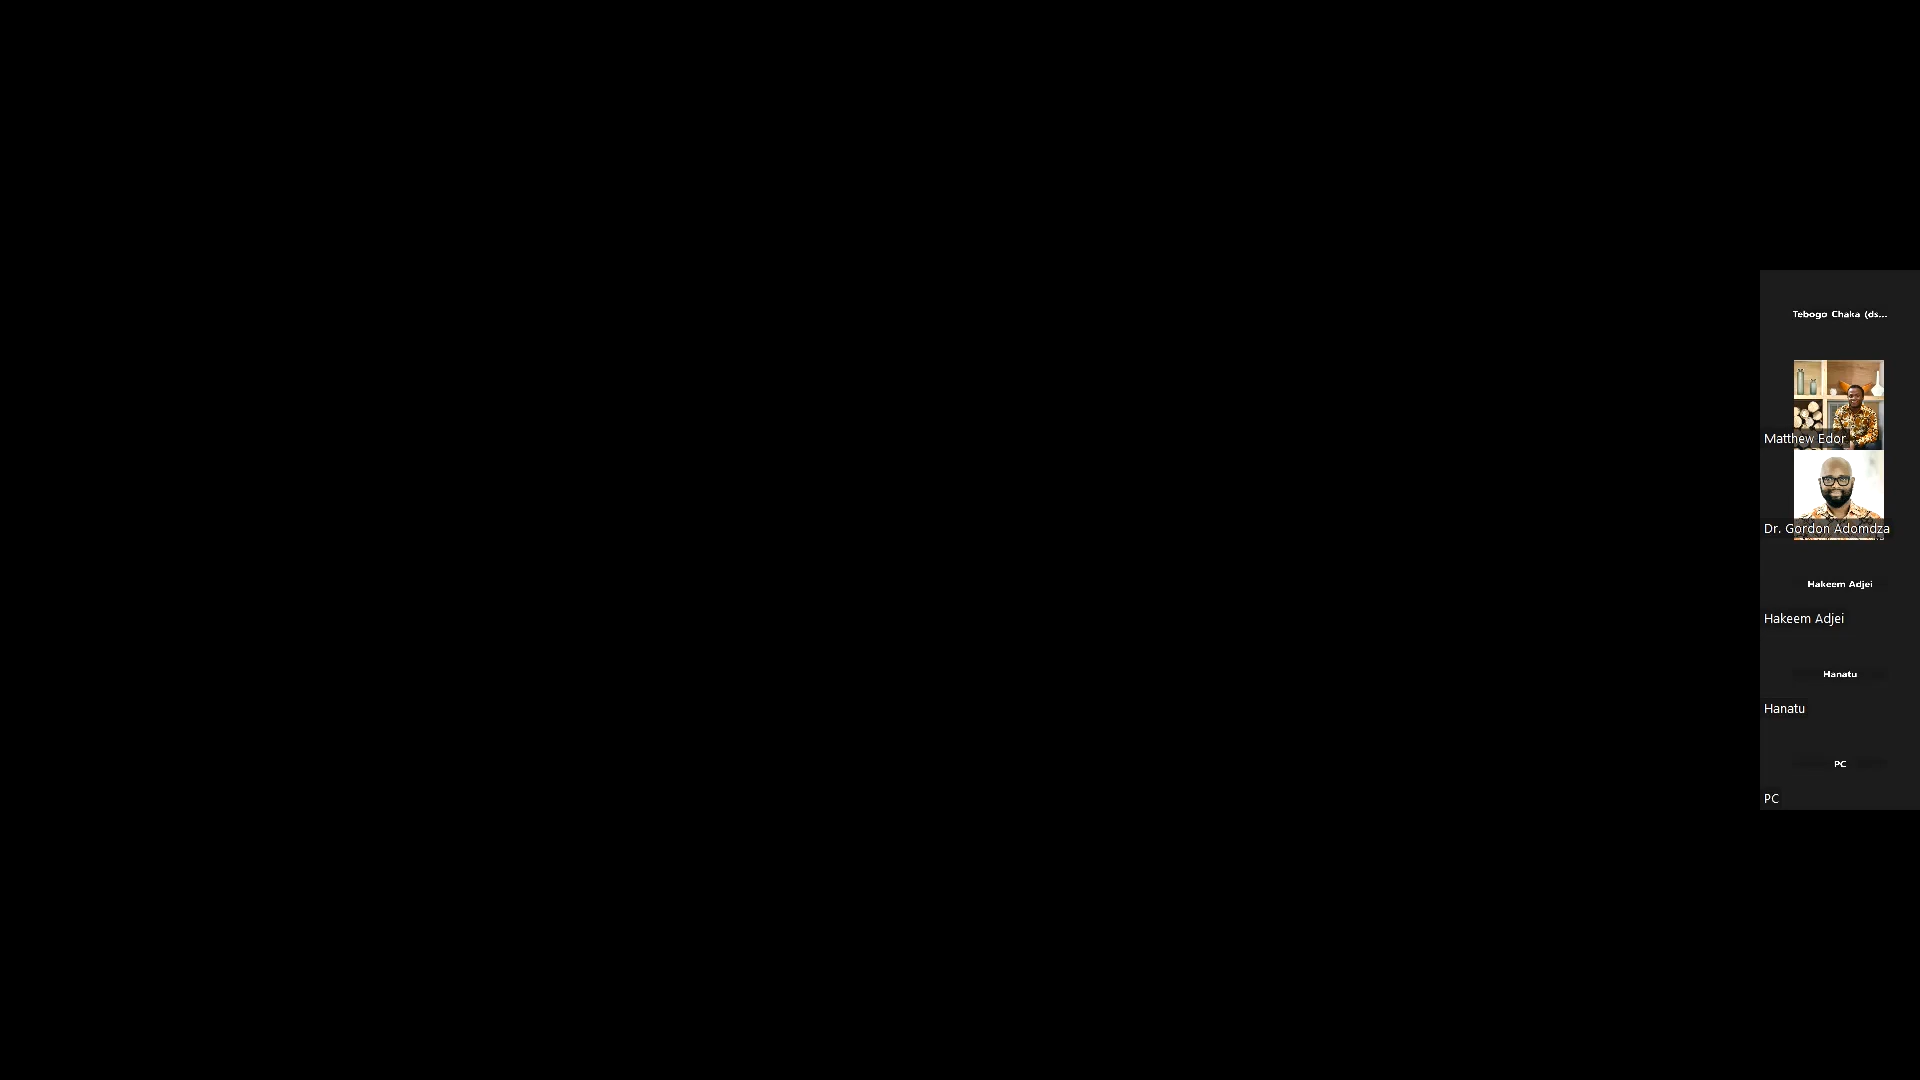 Tebogo Chaka (ds...
Matthew Edor
Dr. Gordon Adomdza
Hakeem Adjei
Hakeem Adjei
Hanatu
Hanatu
PC
PC